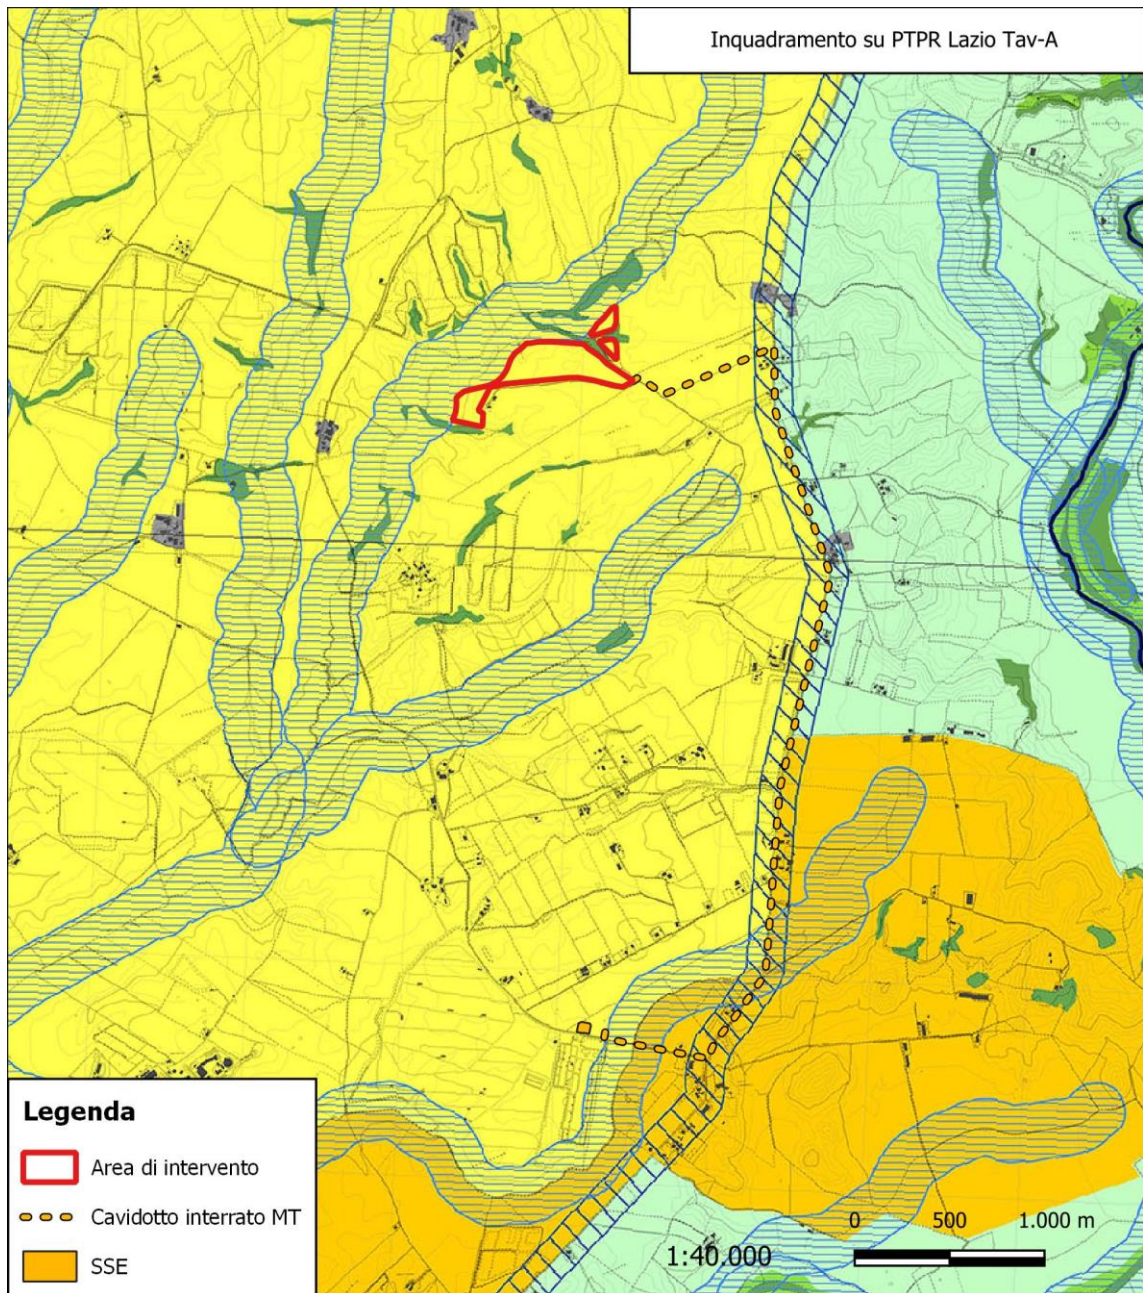 Inquadramento su PTPR Lazio Tav-A
Legenda
Area di intervento
Cavidotto interrato MT
SSE
0 500 1.000 m
1:40.000